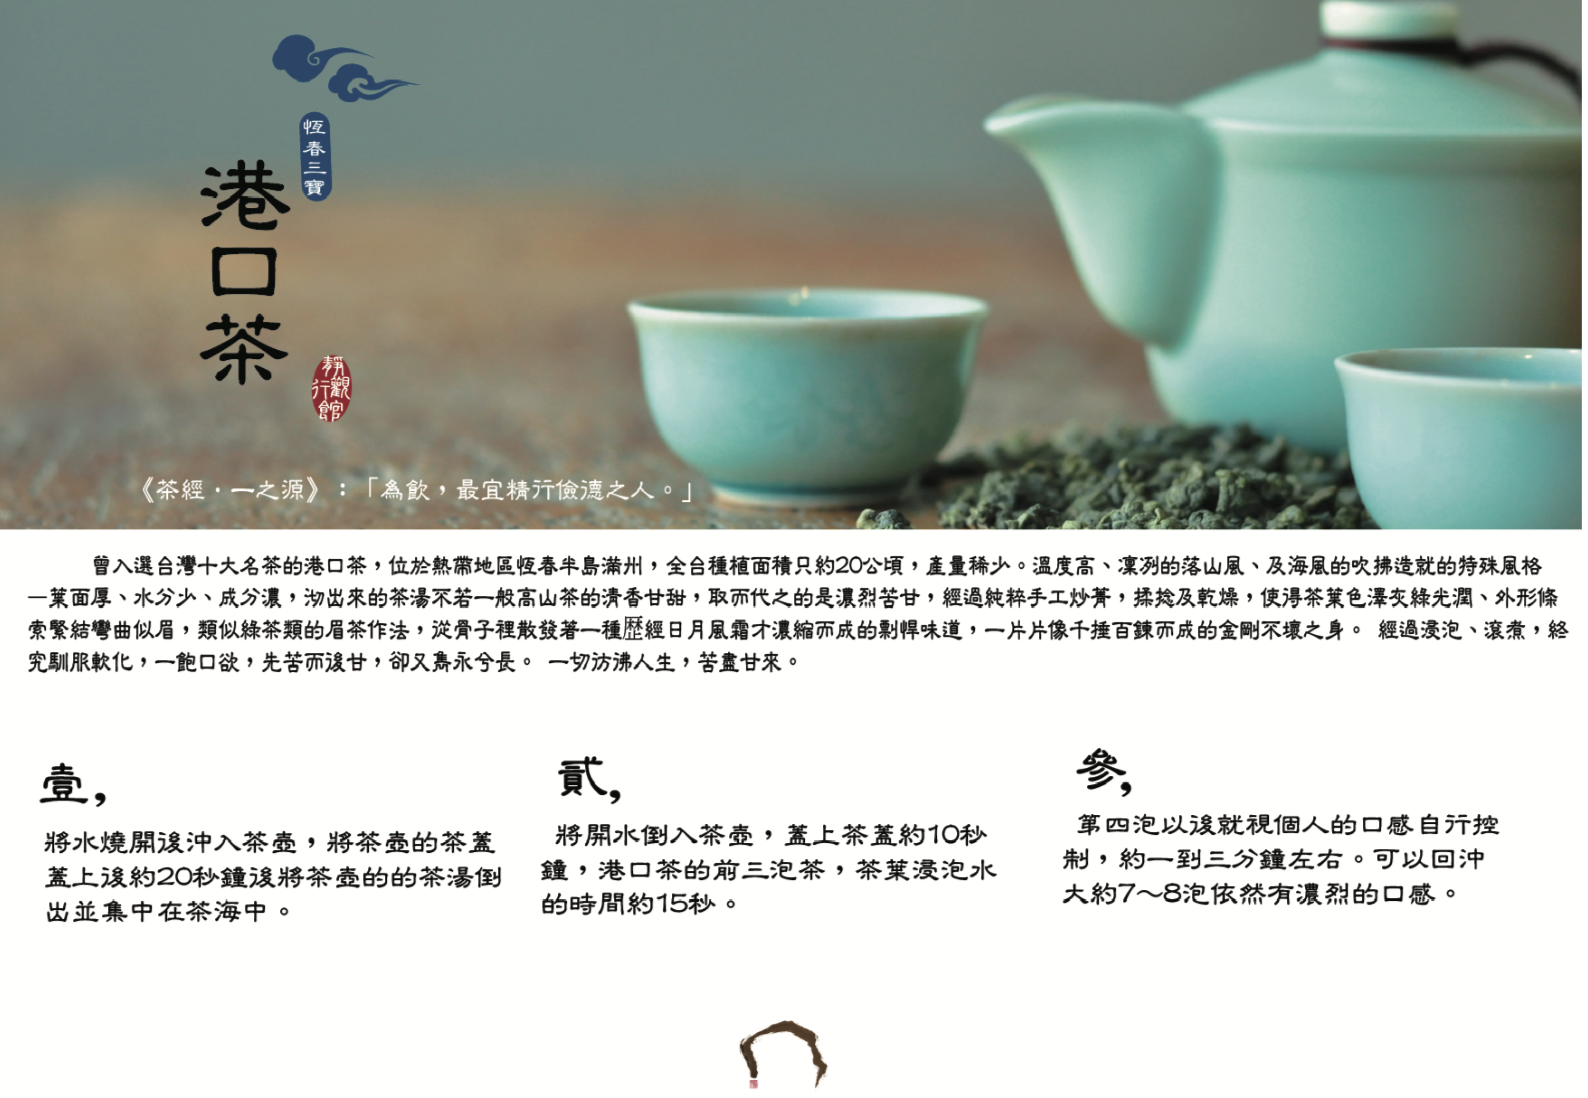 恆春三寶
港口茶
靜觀行館
《茶經．一之源》：「為飲，最宜精行儉德之人。」
曾入選台灣十大名茶的港口茶，位於熱帶地區恆春半島滿州，全台種植面積只約20公頃，產量稀少。溫度高、凜冽的落山風、及海風的吹拂造就的特殊風格
—葉面厚、水分少、成分濃，沏出來的茶湯不若一般高山茶的清香甘甜，取而代之的是濃烈苦甘，經過純粹手工炒菁，揉捻及乾燥，使得茶葉色澤灰綠光潤、外形條
索緊結彎曲似眉，類似綠茶類的眉茶作法，從骨子裡散發著一種歷經日月風霜才濃縮而成的剽悍味道，一片片像千捶百鍊而成的金剛不壞之身。 經過浸泡、滾煮，終
究馴服軟化，一飽口欲，先苦而後甘，卻又雋永兮長。 一切彷彿人生，苦盡甘來。
壹，
將水燒開後沖入茶壺，將茶壺的茶蓋
蓋上後約20秒鐘後將茶壺的的茶湯倒
出並集中在茶海中。
貳，
將開水倒入茶壺，蓋上茶蓋約10秒
鐘，港口茶的前三泡茶，茶葉浸泡水
的時間約15秒。
參，
第四泡以後就視個人的口感自行控
制，約一到三分鐘左右。可以回沖
大約7～8泡依然有濃烈的口感。